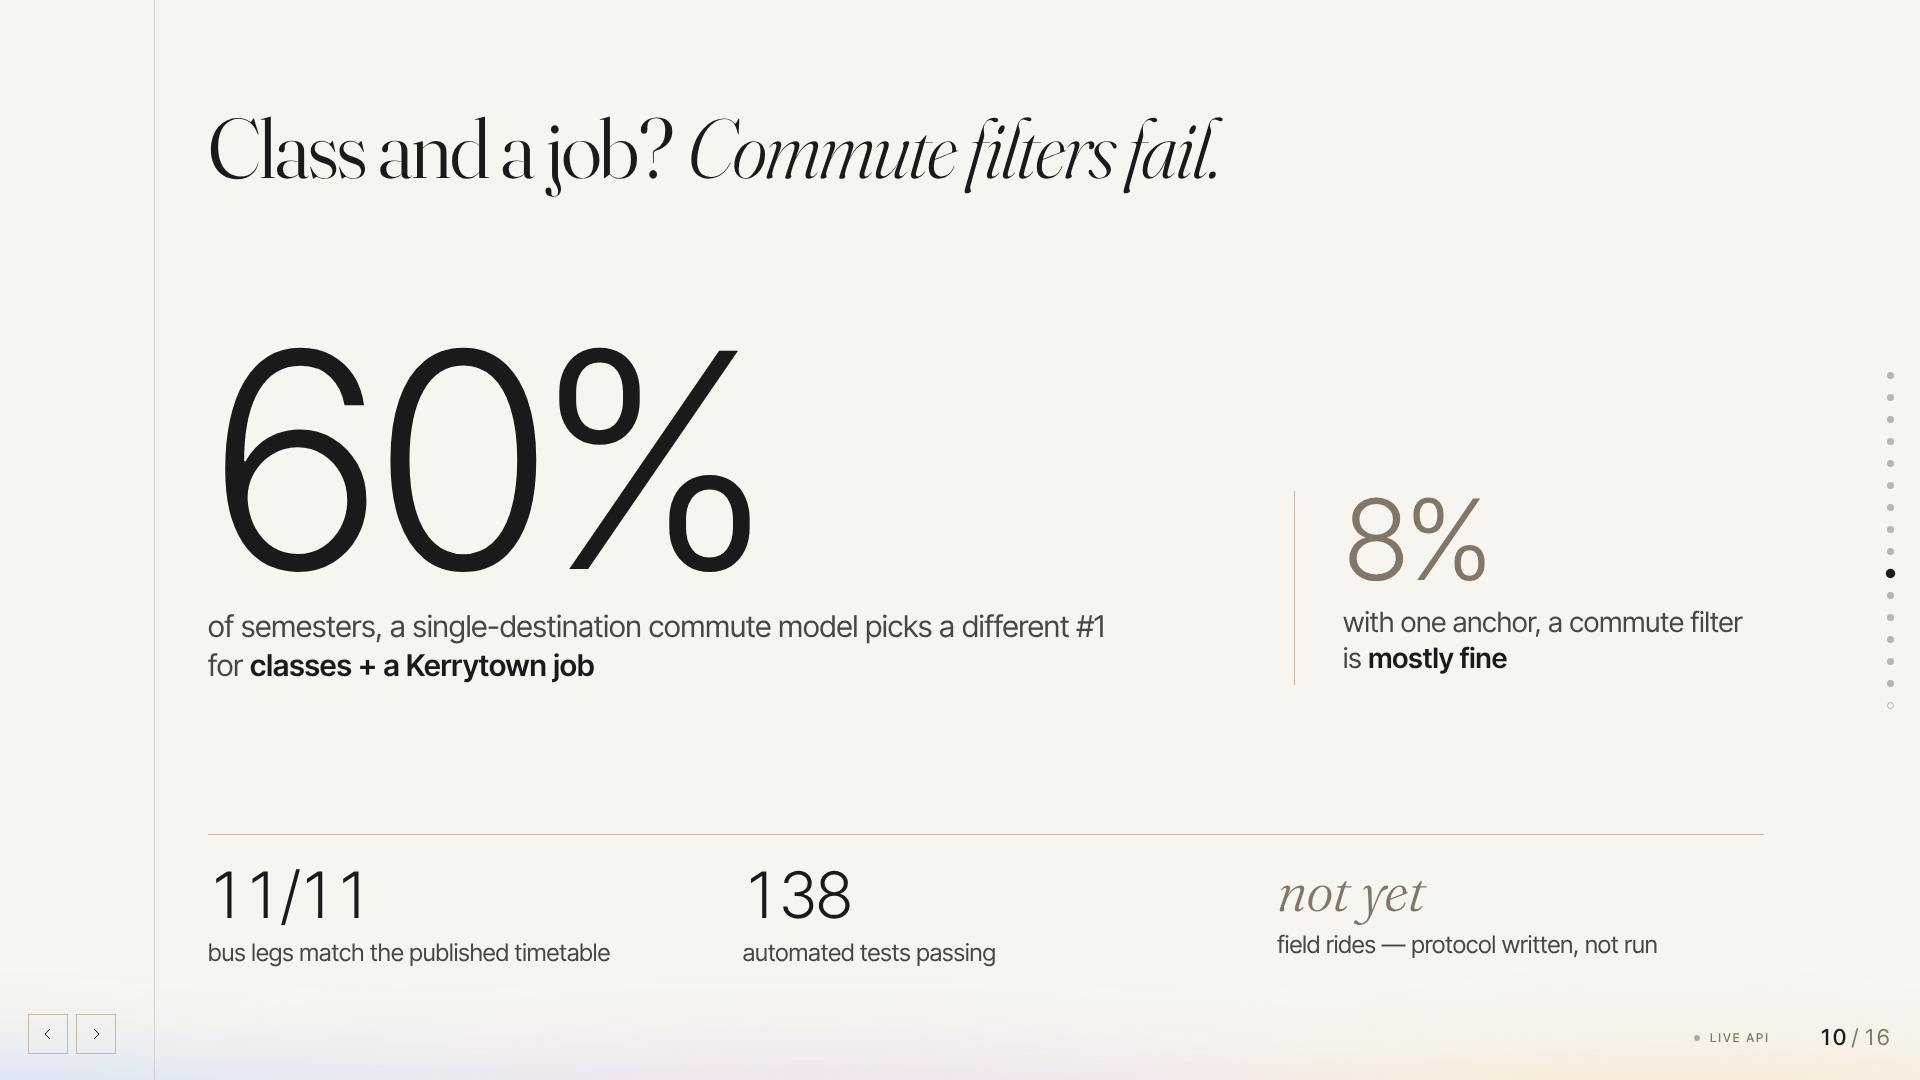 Class and a job? Commute filters fail.
60%
of semesters, a single-destination commute model picks a different #1
for classes + a Kerrytown job
8%
with one anchor, a commute filter
is mostly fine
11/11
bus legs match the published timetable
138
automated tests passing
not yet
field rides — protocol written, not run
LIVE API
10 / 16